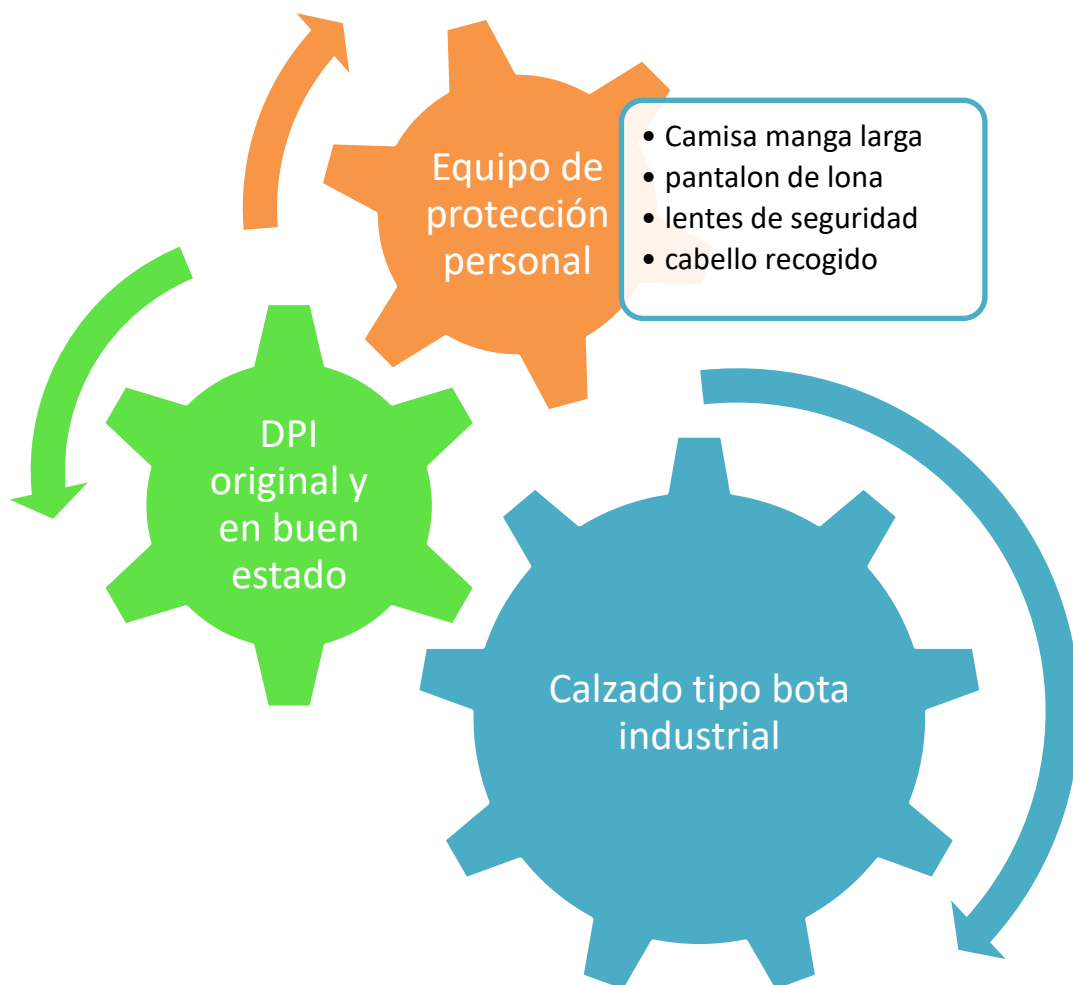 Equipo de
protección
personal
• Camisa manga larga
• pantalon de lona
• lentes de seguridad
• cabello recogido
DPI
original y
en buen
estado
Calzado tipo bota
industrial